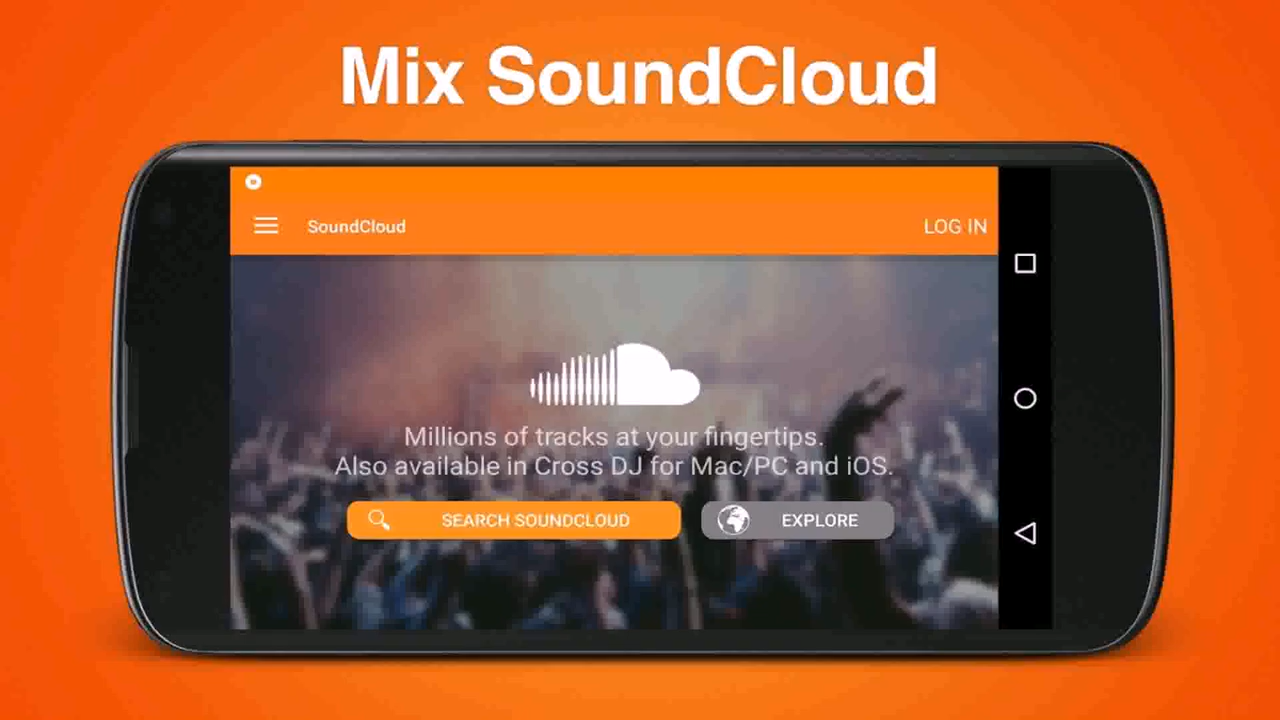 Mix SoundCloud
SoundCloud
LOG IN
Millions of tracks at your fingertips.
Also available in Cross DJ for Mac/PC and iOS.
SEARCH SOUNDCLOUD
EXPLORE